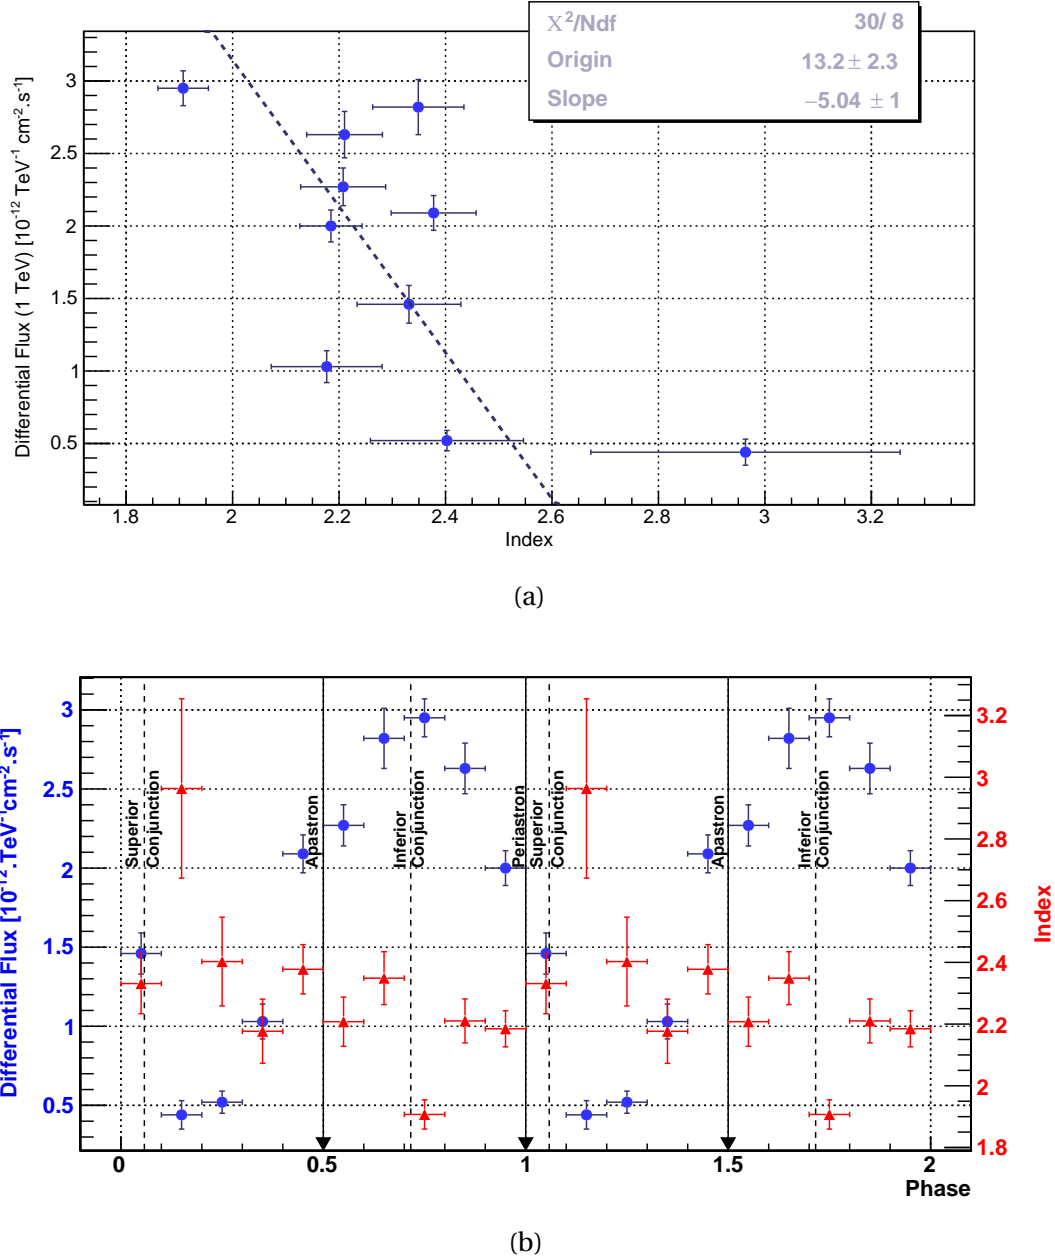 Χ²/Ndf 30/ 8
Origin 13.2 ± 2.3
Slope −5.04 ± 1
Differential Flux (1 TeV) [10⁻¹² TeV⁻¹ cm⁻².s⁻¹]
3
2.5
2
1.5
1
0.5
1.8 2 2.2 2.4 2.6 2.8 3 3.2
Index
(a)
Differential Flux [10⁻¹².TeV⁻¹cm⁻².s⁻¹]
3
2.5
2
1.5
1
0.5
Superior
Conjunction
Apastron
Inferior
Conjunction
Periastron
Superior
Conjunction
Apastron
Inferior
Conjunction
3.2
3
2.8
2.6
2.4
2.2
2
1.8
Index
0 0.5 1 1.5 2
Phase
(b)